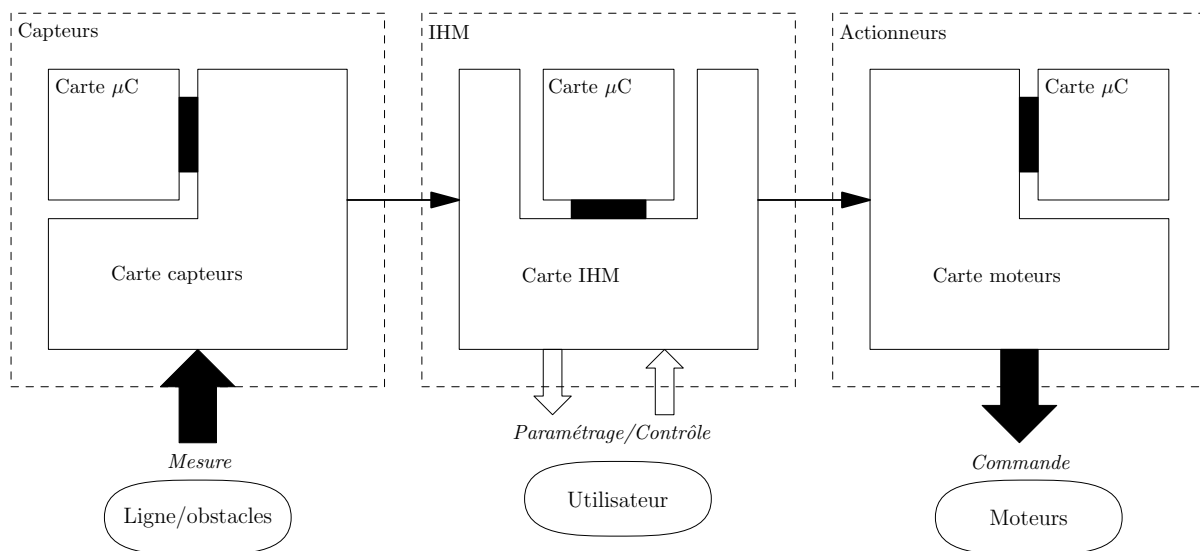 Capteurs
Carte μC
Carte capteurs
Mesure
Ligne/obstacles
IHM
Carte μC
Carte IHM
Paramétrage/Contrôle
Utilisateur
Actionneurs
Carte μC
Carte moteurs
Commande
Moteurs